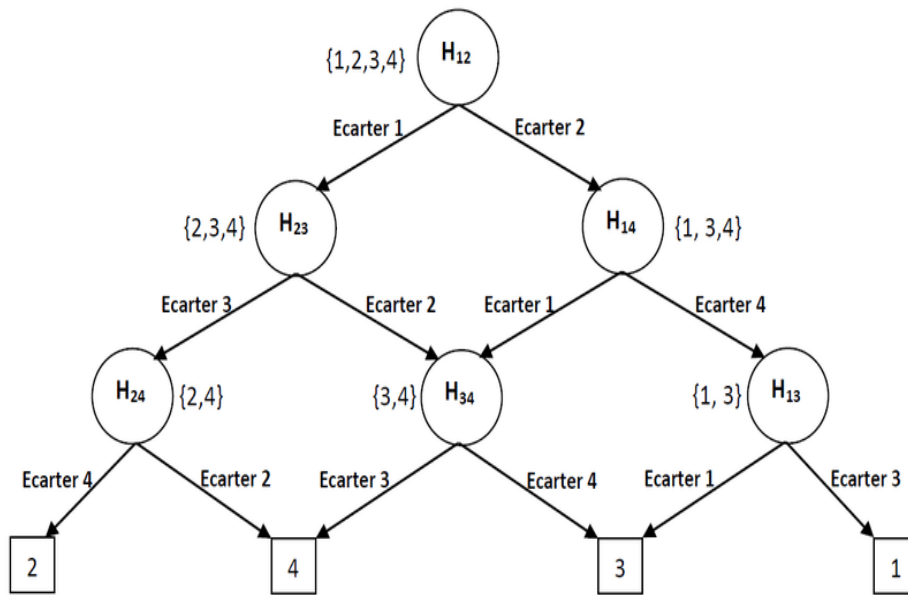 {1,2,3,4} H₁₂
Ecarter 1 Ecarter 2
{2,3,4} H₂₃ H₁₄ {1, 3,4}
Ecarter 3 Ecarter 2 Ecarter 1 Ecarter 4
H₂₄ {2,4} {3,4} H₃₄ {1, 3} H₁₃
Ecarter 4 Ecarter 2 Ecarter 3 Ecarter 4 Ecarter 1 Ecarter 3
2 4 3 1